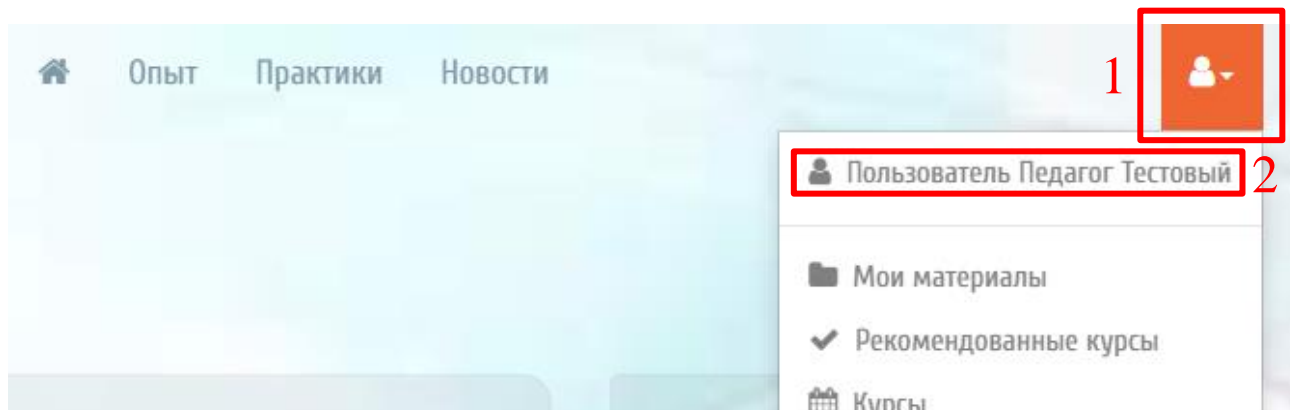 Опыт Практики Новости
1
Пользователь Педагог Тестовый
2
Мои материалы
Рекомендованные курсы
Курсы